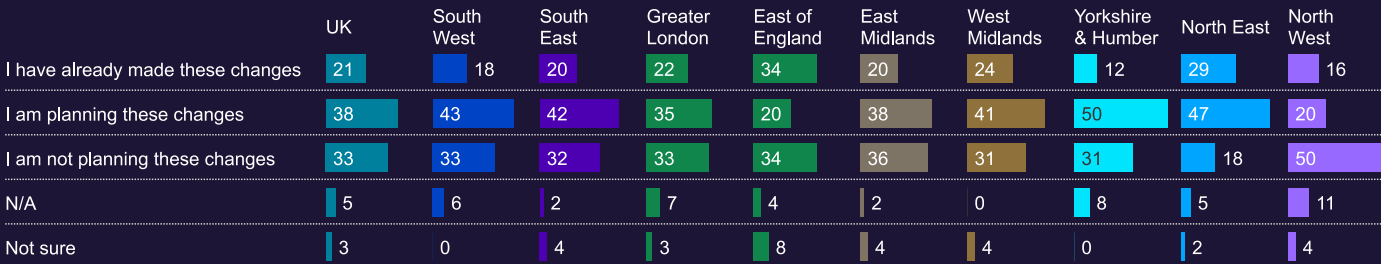 UK South West South East Greater London East of England East Midlands West Midlands Yorkshire & Humber North East North West
I have already made these changes 21 18 20 22 34 20 24 12 29 16
I am planning these changes 38 43 42 35 20 38 41 50 47 20
I am not planning these changes 33 33 32 33 34 36 31 31 18 50
N/A 5 6 2 7 4 2 0 8 5 11
Not sure 3 0 4 3 8 4 4 0 2 4